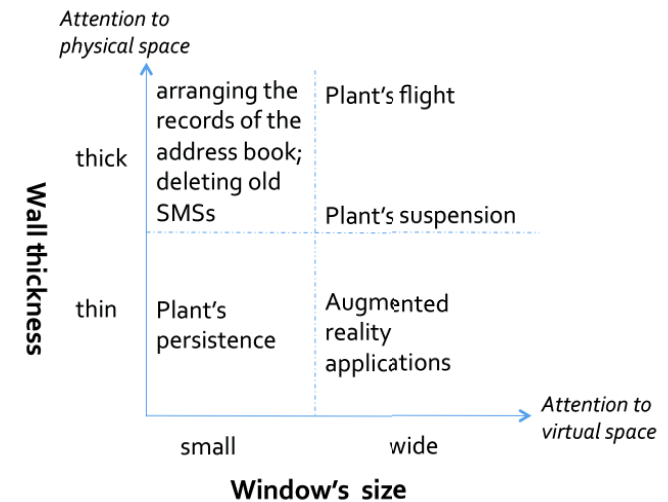 Attention to
physical space
arranging the
records of the
address book;
deleting old
SMSs
Plant's flight
Plant's suspension
thick
Wall thickness
thin
Plant's
persistence
Augmented
reality
applications
Attention to
virtual space
small
wide
Window's size